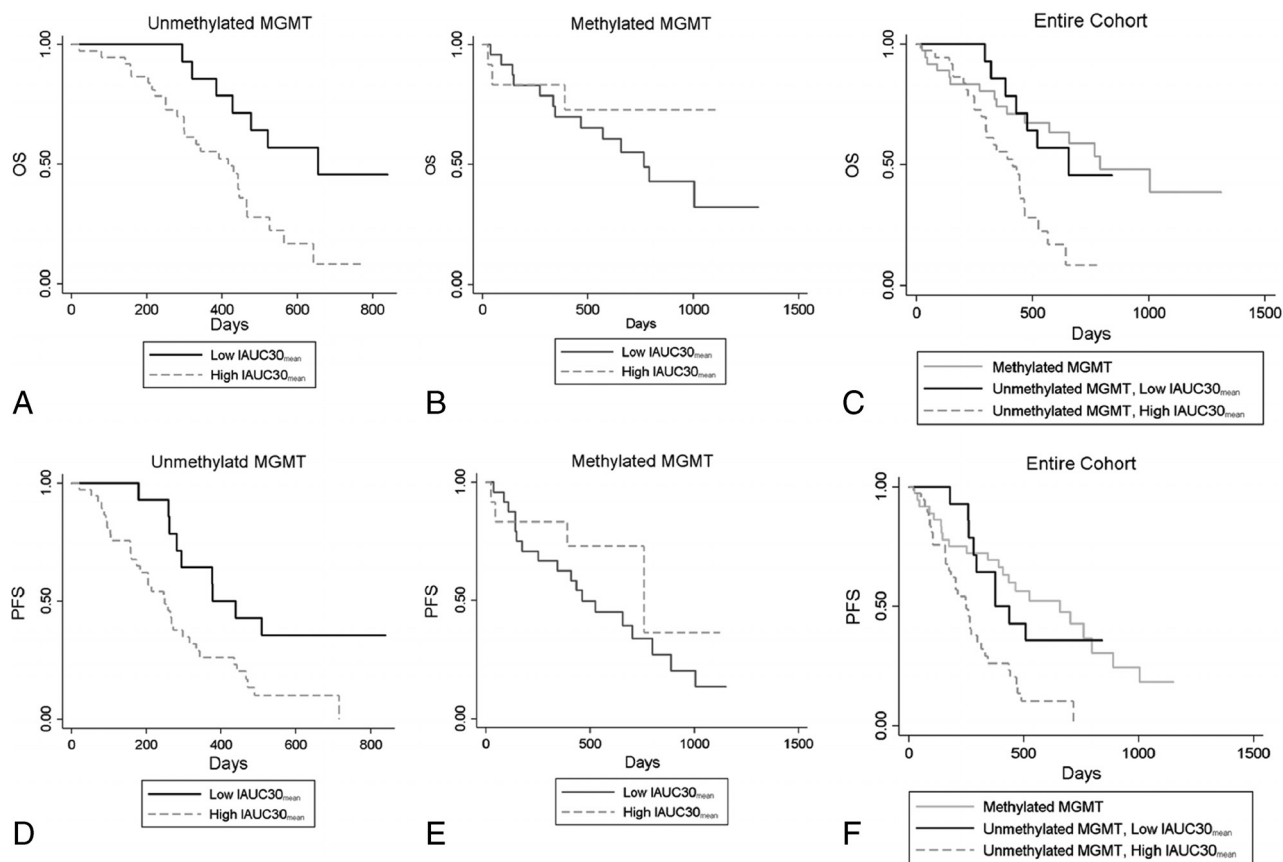 Unmethylated MGMT
1.00
0.50
0.00
OS
0 200 400 600 800
Days
Low IAUC30mean
High IAUC30mean
A
Methylated MGMT
1.00
0.50
0.00
OS
0 500 1000 1500
Days
Low IAUC30mean
High IAUC30mean
B
Entire Cohort
1.00
0.50
0.00
OS
0 500 1000 1500
Days
Methylated MGMT
Unmethylated MGMT, Low IAUC30mean
Unmethylated MGMT, High IAUC30mean
C
Unmethylatd MGMT
1.00
0.50
0.00
PFS
0 200 400 600 800
Days
Low IAUC30mean
High IAUC30mean
D
Methylated MGMT
1.00
0.50
0.00
PFS
0 500 1000 1500
Days
Low IAUC30mean
High IAUC30mean
E
Entire Cohort
1.00
0.50
0.00
PFS
0 500 1000 1500
Days
Methylated MGMT
Unmethylated MGMT, Low IAUC30mean
Unmethylated MGMT, High IAUC30mean
F